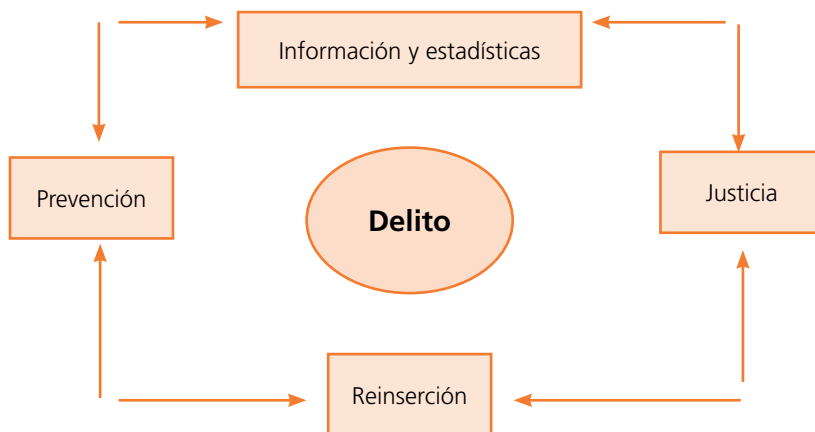 Información y estadísticas
Prevención
Delito
Justicia
Reinserción